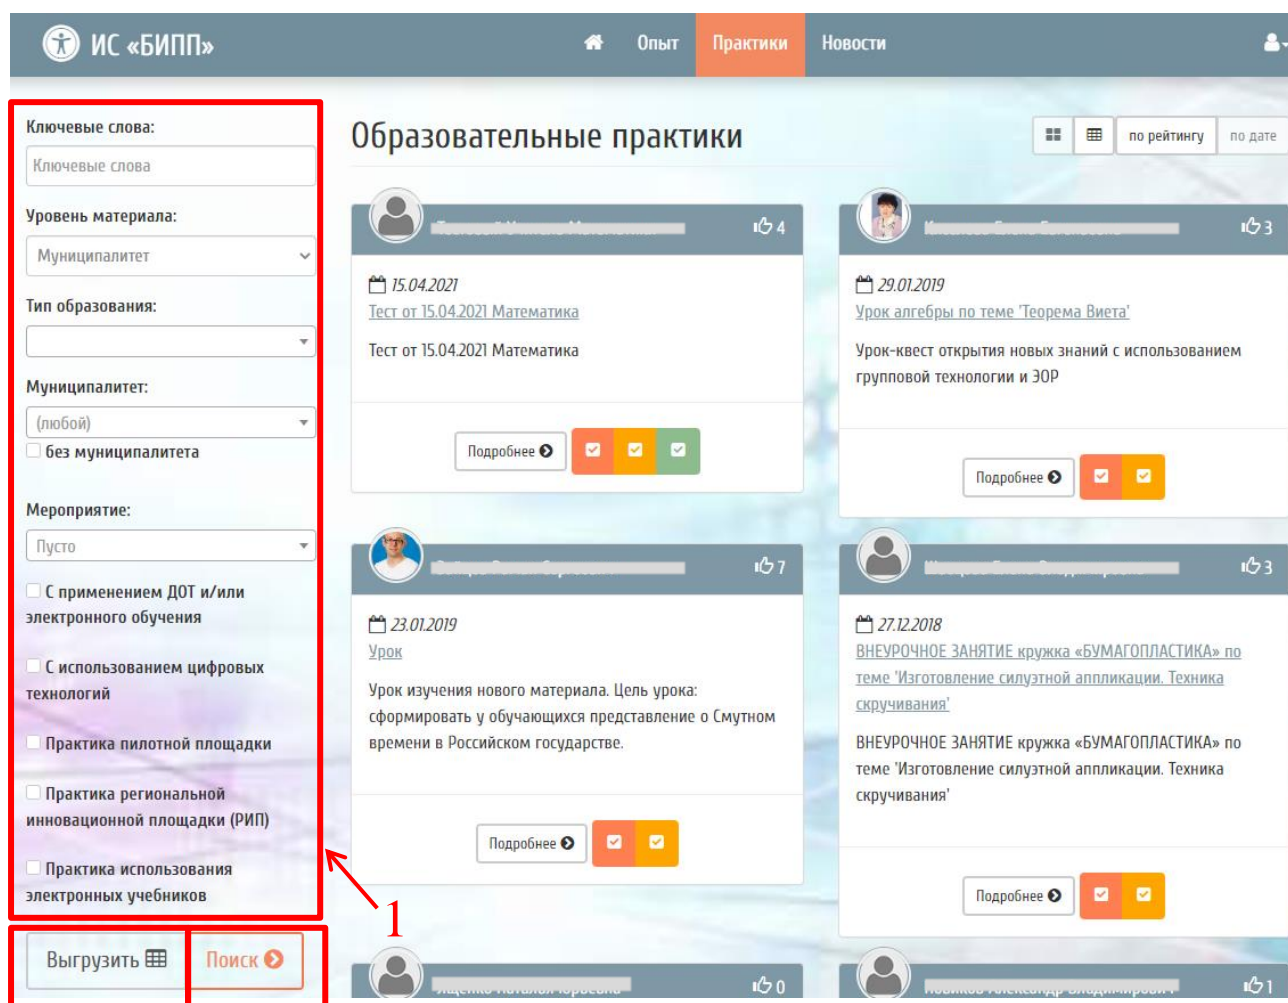 ИС «БИПП»
Опыт
Практики
Новости
Ключевые слова:
Ключевые слова
Уровень материала:
Муниципалитет
Тип образования:
Муниципалитет:
(любой)
без муниципалитета
Мероприятие:
Пусто
С применением ДОТ и/или
электронного обучения
С использованием цифровых
технологий
Практика пилотной площадки
Практика региональной
инновационной площадки (РИП)
Практика использования
электронных учебников
1
Выгрузить
Поиск
Образовательные практики
по рейтингу
по дате
4
15.04.2021
Тест от 15.04.2021 Математика
Тест от 15.04.2021 Математика
Подробнее
3
29.01.2019
Урок алгебры по теме 'Теорема Виета'
Урок-квест открытия новых знаний с использованием
групповой технологии и ЭОР
Подробнее
7
23.01.2019
Урок
Урок изучения нового материала. Цель урока:
сформировать у обучающихся представление о Смутном
времени в Российском государстве.
Подробнее
3
27.12.2018
ВНЕУРОЧНОЕ ЗАНЯТИЕ кружка «БУМАГОПЛАСТИКА» по
теме 'Изготовление силуэтной аппликации. Техника
скручивания'
ВНЕУРОЧНОЕ ЗАНЯТИЕ кружка «БУМАГОПЛАСТИКА» по
теме 'Изготовление силуэтной аппликации. Техника
скручивания'
Подробнее
0
1